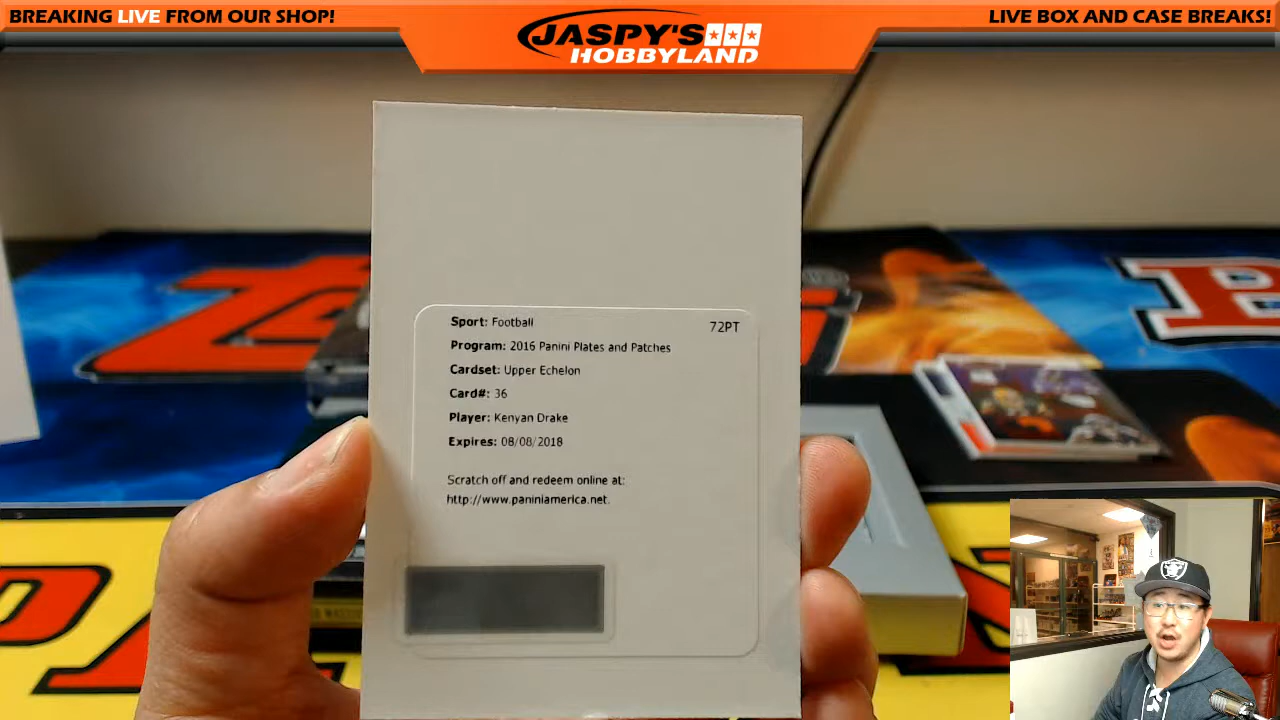 BREAKING LIVE FROM OUR SHOP!
JASPY'S
HOBBYLAND
LIVE BOX AND CASE BREAKS!
Sport: Football
72PT
Program: 2016 Panini Plates and Patches
Cardset: Upper Echelon
Card#: 36
Player: Kenyan Drake
Expires: 08/08/2018
Scratch off and redeem online at:
http://www.paniniamerica.net.